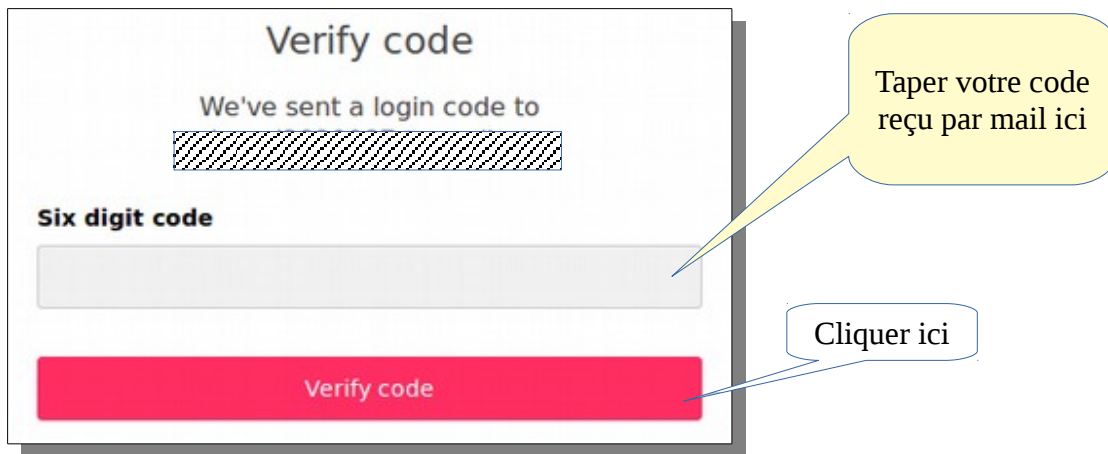 Verify code
We've sent a login code to
Six digit code
Verify code
Taper votre code
reçu par mail ici
Cliquer ici